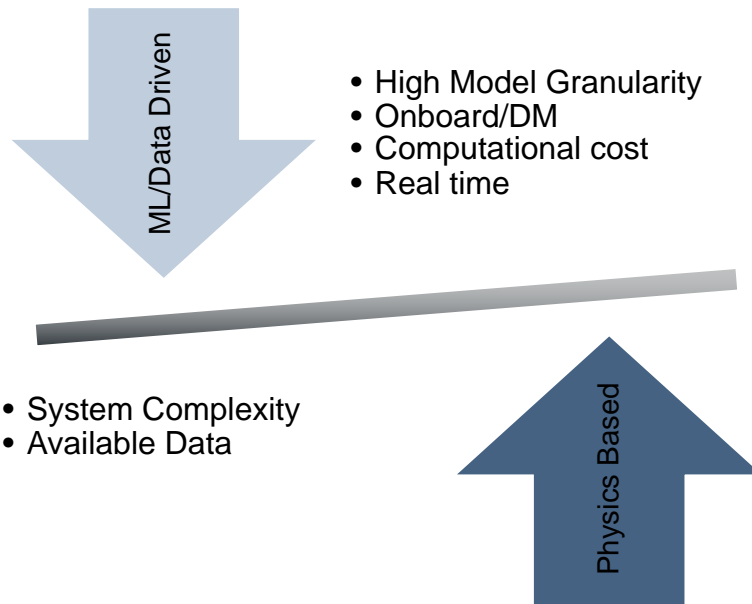 ML/Data Driven
• High Model Granularity
• Onboard/DM
• Computational cost
• Real time
• System Complexity
• Available Data
Physics Based